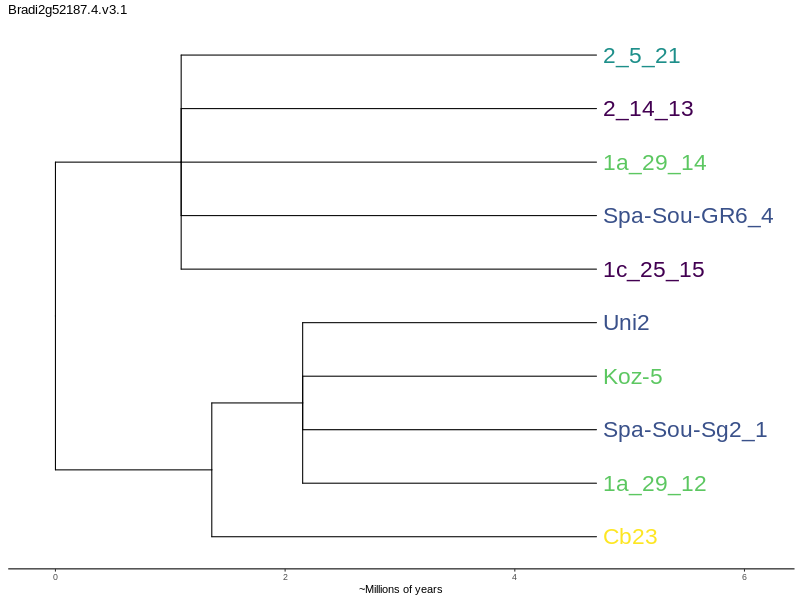 Bradi2g52187.4.v3.1
2_5_21
2_14_13
1a_29_14
Spa-Sou-GR6_4
1c_25_15
Uni2
Koz-5
Spa-Sou-Sg2_1
1a_29_12
Cb23
0 2 4 6
~Millions of years